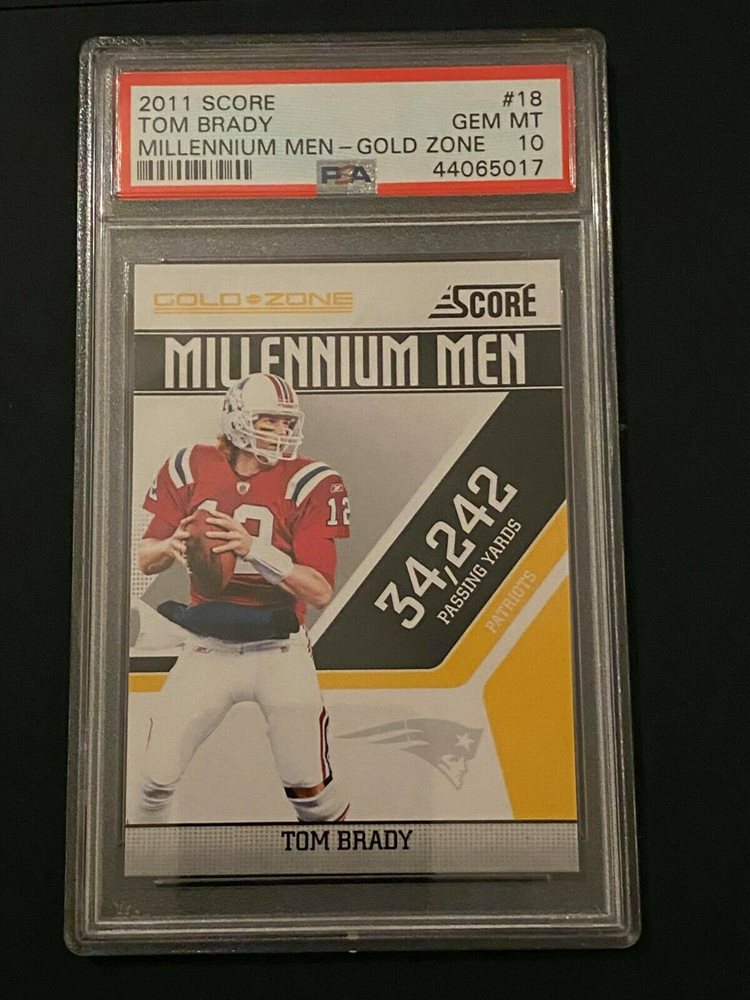 2011 SCORE #18
TOM BRADY GEM MT
MILLENNIUM MEN - GOLD ZONE 10
PSA 44065017
GOLD ZONE SCORE
MILLENNIUM MEN
12
12
34,242
PASSING YARDS
PATRIOTS
TOM BRADY